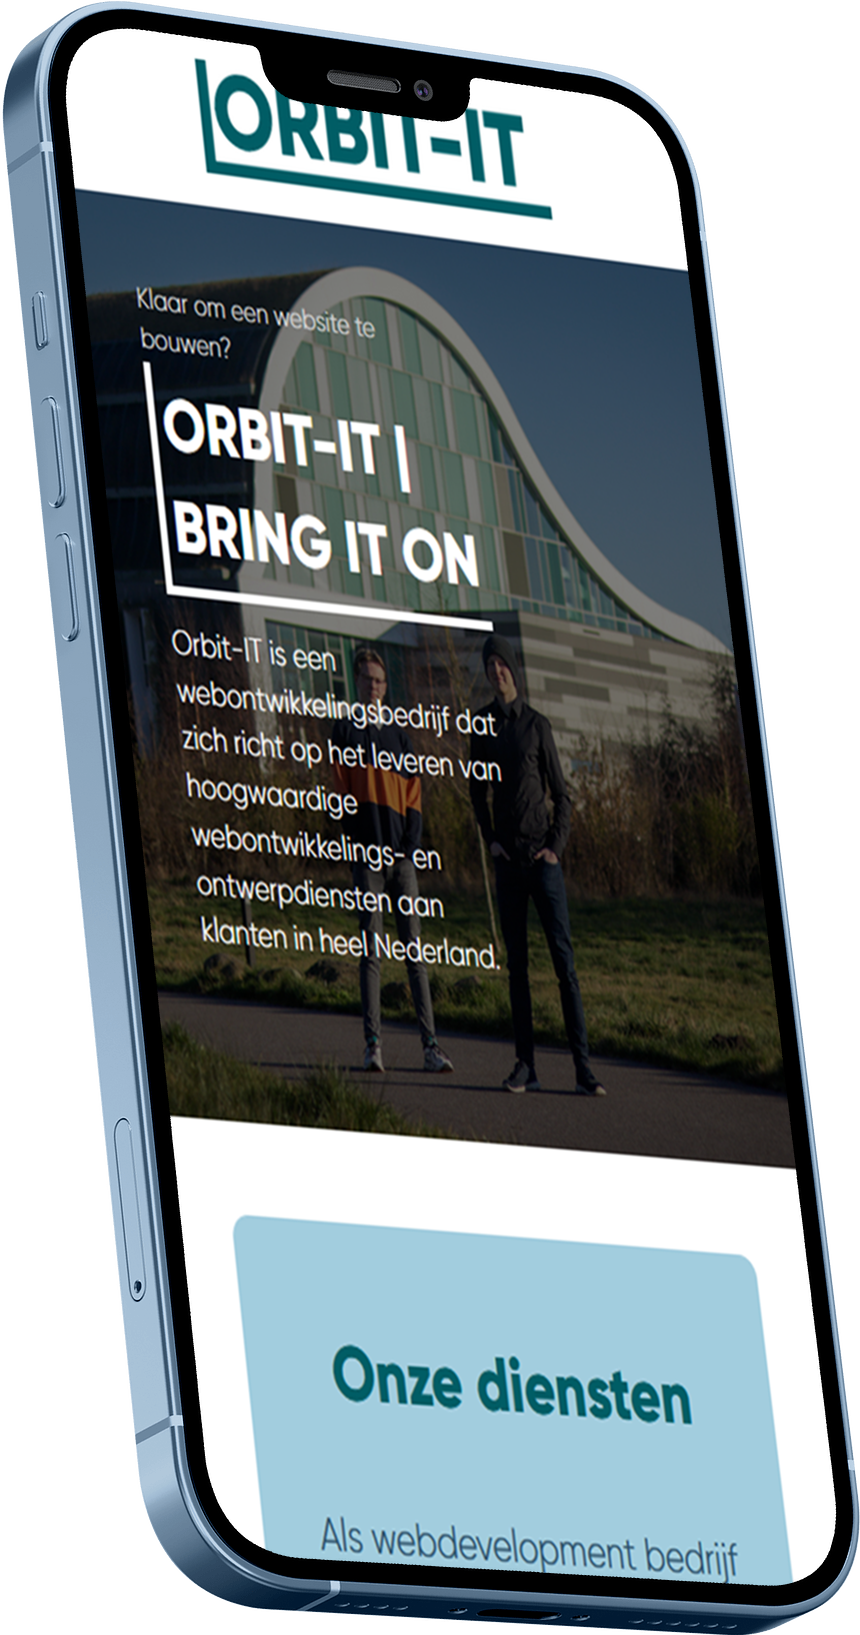 ORBIT-IT
Klaar om een website te
bouwen?
ORBIT-IT |
BRING IT ON
Orbit-IT is een
webontwikkelingsbedrijf dat
zich richt op het leveren van
hoogwaardige
webontwikkelings- en
ontwerpdiensten aan
klanten in heel Nederland.
Onze diensten
Als webdevelopment bedrijf